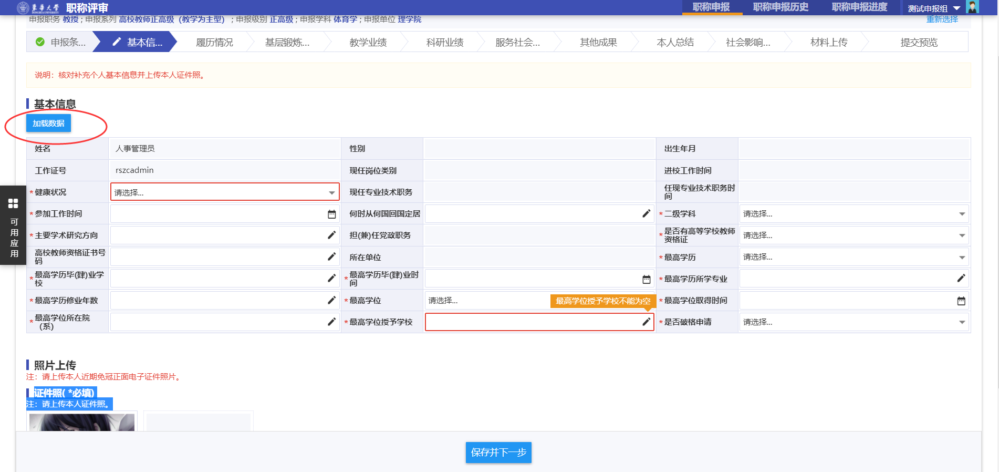 東華大學 职称评审 职称申报 职称申报历史 职称申报进度 测试申报组
DONGHUA UNIVERSITY
申报职务 教授 ; 申报系列 高校教师正高级（教学为主型） ; 申报级别 正高级 ; 申报学科 体育学 ; 申报单位 理学院 重新选择
申报条... 基本信... 履历情况 基层锻炼... 教学业绩 科研业绩 服务社会... 其他成果 本人总结 社会影响... 材料上传 提交预览
说明：核对补充个人基本信息并上传本人证件照。
基本信息
加载数据
姓名 人事管理员 性别 出生年月
工作证号 rszcadmin 现任岗位类别 进校工作时间
*健康状况 请选择... 现任专业技术职务 任现专业技术职务时间
*参加工作时间 何时从何国回国定居 *二级学科 请选择...
*主要学术研究方向 担(兼)任党政职务 *是否有高等学校教师资格证 请选择...
高校教师资格证书号码 所在单位 *最高学历 请选择...
*最高学历毕(肄)业学校 *最高学历毕(肄)业时间 *最高学历所学专业
*最高学历修业年数 *最高学位 请选择... 最高学位授予学校不能为空 *最高学位取得时间
*最高学位所在院（系） *最高学位授予学校 *是否破格申请 请选择...
可用应用
照片上传
注：请上传本人近期免冠正面电子证件照片。
证件照( *必填)
注：请上传本人证件照。
保存并下一步